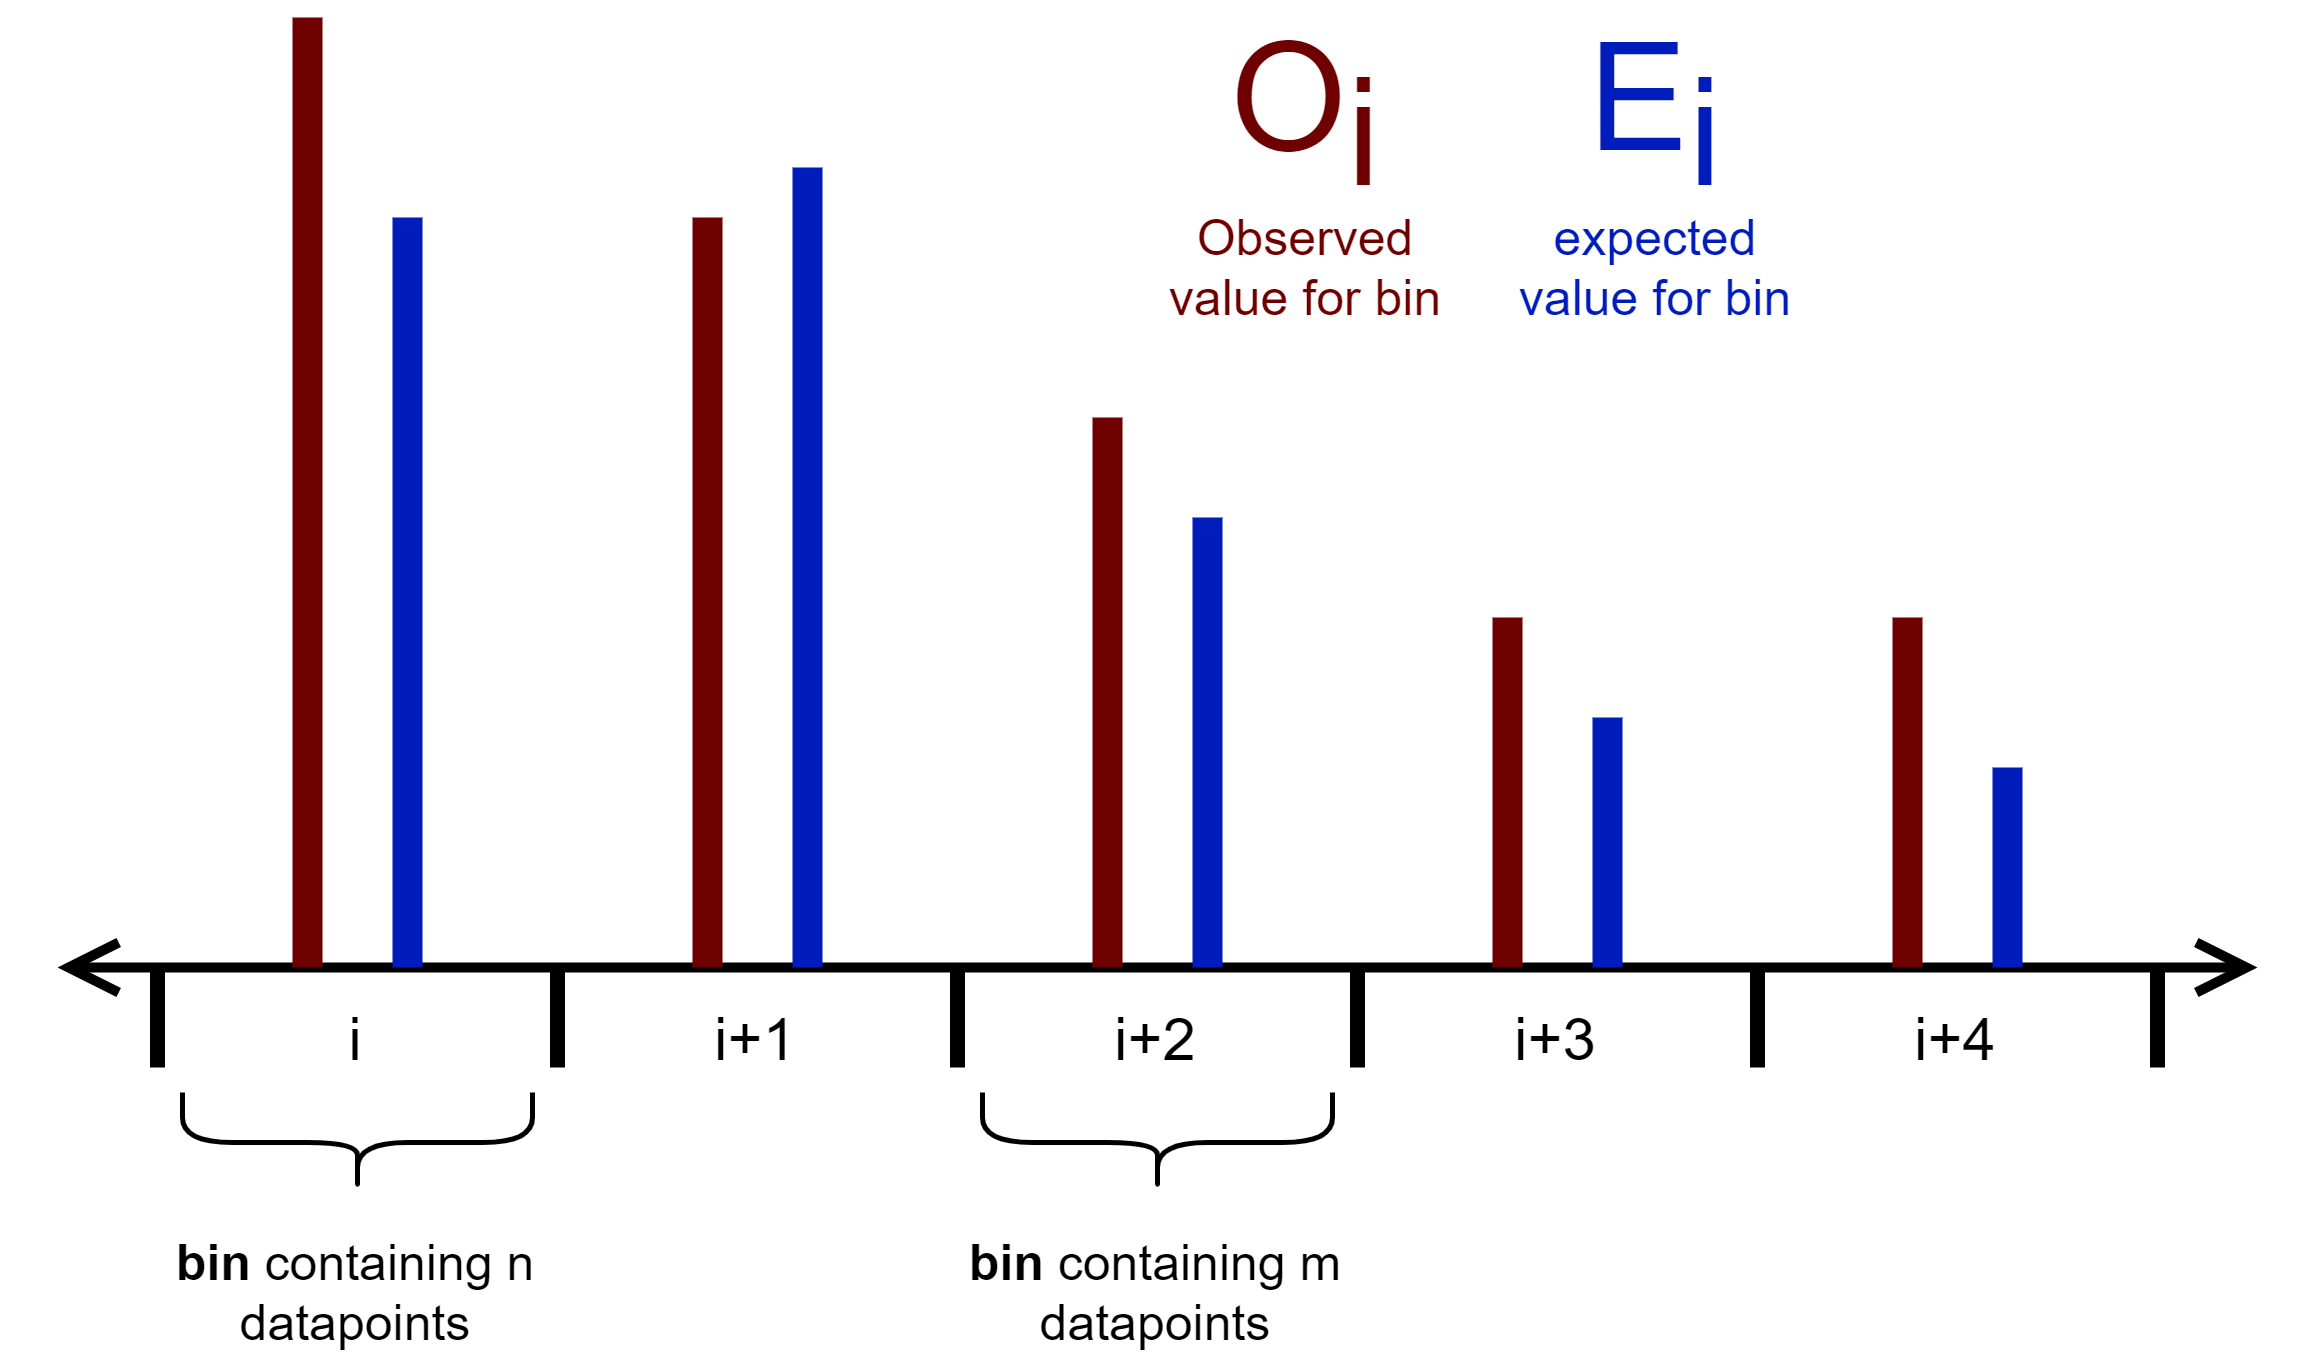 Oi Ei
Observed expected
value for bin value for bin
i i+1 i+2 i+3 i+4
bin containing n bin containing m
datapoints datapoints